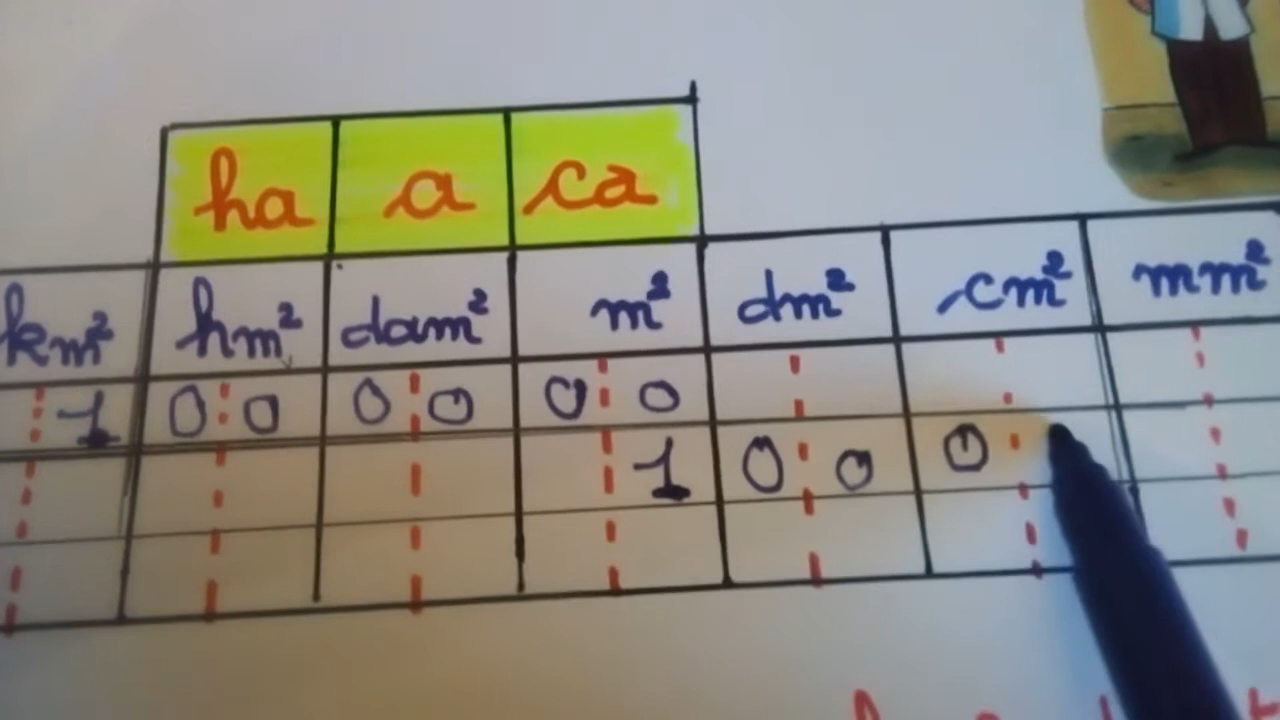 ha a ca
km² hm² dam² m² dm² cm² mm²
1 0 0 0 0 0 0
1 0 0 0